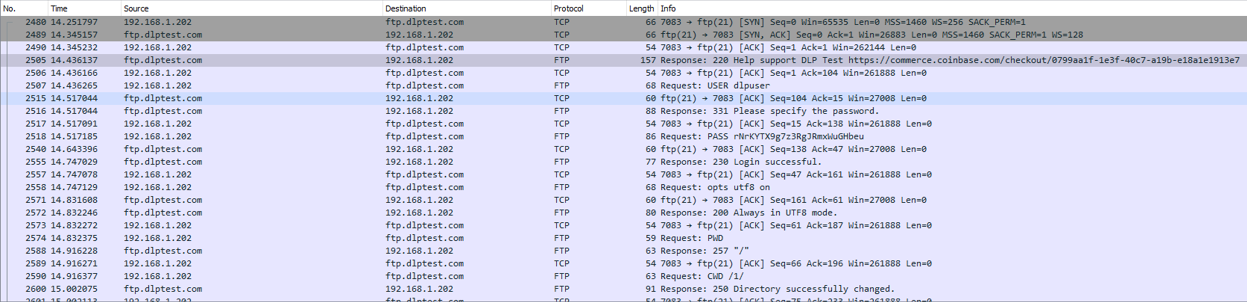 No. Time Source Destination Protocol Length Info
2480 14.251797 192.168.1.202 ftp.dlptest.com TCP 66 7083 → ftp(21) [SYN] Seq=0 Win=65535 Len=0 MSS=1460 WS=256 SACK_PERM=1
2489 14.345157 ftp.dlptest.com 192.168.1.202 TCP 66 ftp(21) → 7083 [SYN, ACK] Seq=0 Ack=1 Win=26883 Len=0 MSS=1460 SACK_PERM=1 WS=128
2490 14.345232 192.168.1.202 ftp.dlptest.com TCP 54 7083 → ftp(21) [ACK] Seq=1 Ack=1 Win=262144 Len=0
2505 14.436137 ftp.dlptest.com 192.168.1.202 FTP 157 Response: 220 Help support DLP Test https://commerce.coinbase.com/checkout/0799aa1f-1e3f-40c7-a19b-e18a1e1913e7
2506 14.436166 192.168.1.202 ftp.dlptest.com TCP 54 7083 → ftp(21) [ACK] Seq=1 Ack=104 Win=261888 Len=0
2507 14.436265 192.168.1.202 ftp.dlptest.com FTP 68 Request: USER dlpuser
2515 14.517044 ftp.dlptest.com 192.168.1.202 TCP 60 ftp(21) → 7083 [ACK] Seq=104 Ack=15 Win=27008 Len=0
2516 14.517044 ftp.dlptest.com 192.168.1.202 FTP 88 Response: 331 Please specify the password.
2517 14.517091 192.168.1.202 ftp.dlptest.com TCP 54 7083 → ftp(21) [ACK] Seq=15 Ack=138 Win=261888 Len=0
2518 14.517185 192.168.1.202 ftp.dlptest.com FTP 86 Request: PASS rNrKYTX9g7z3RgJRmxWuGHbeu
2540 14.643396 ftp.dlptest.com 192.168.1.202 TCP 60 ftp(21) → 7083 [ACK] Seq=138 Ack=47 Win=27008 Len=0
2555 14.747029 ftp.dlptest.com 192.168.1.202 FTP 77 Response: 230 Login successful.
2557 14.747078 192.168.1.202 ftp.dlptest.com TCP 54 7083 → ftp(21) [ACK] Seq=47 Ack=161 Win=261888 Len=0
2558 14.747129 192.168.1.202 ftp.dlptest.com FTP 68 Request: opts utf8 on
2571 14.831608 ftp.dlptest.com 192.168.1.202 TCP 60 ftp(21) → 7083 [ACK] Seq=161 Ack=61 Win=27008 Len=0
2572 14.832246 ftp.dlptest.com 192.168.1.202 FTP 80 Response: 200 Always in UTF8 mode.
2573 14.832272 192.168.1.202 ftp.dlptest.com TCP 54 7083 → ftp(21) [ACK] Seq=61 Ack=187 Win=261888 Len=0
2574 14.832375 192.168.1.202 ftp.dlptest.com FTP 59 Request: PWD
2588 14.916228 ftp.dlptest.com 192.168.1.202 FTP 63 Response: 257 "/"
2589 14.916271 192.168.1.202 ftp.dlptest.com TCP 54 7083 → ftp(21) [ACK] Seq=66 Ack=196 Win=261888 Len=0
2590 14.916377 192.168.1.202 ftp.dlptest.com FTP 63 Request: CWD /1/
2600 15.002075 ftp.dlptest.com 192.168.1.202 FTP 91 Response: 250 Directory successfully changed.
2601 15.002113 192.168.1.202 ftp.dlptest.com TCP 54 7083 → ftp(21) [ACK] Seq=75 Ack=233 Win=261888 Len=0